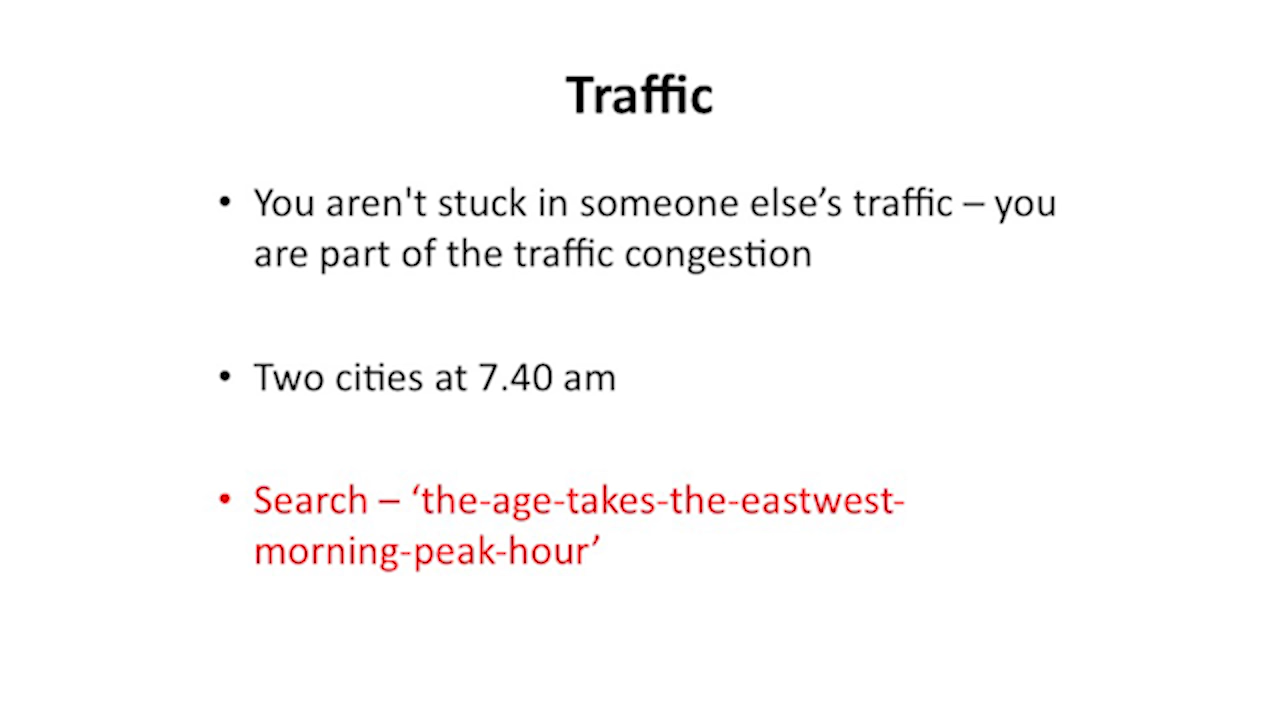 Traffic
• You aren't stuck in someone else’s traffic – you
are part of the traffic congestion
• Two cities at 7.40 am
• Search – ‘the-age-takes-the-eastwest-
morning-peak-hour’